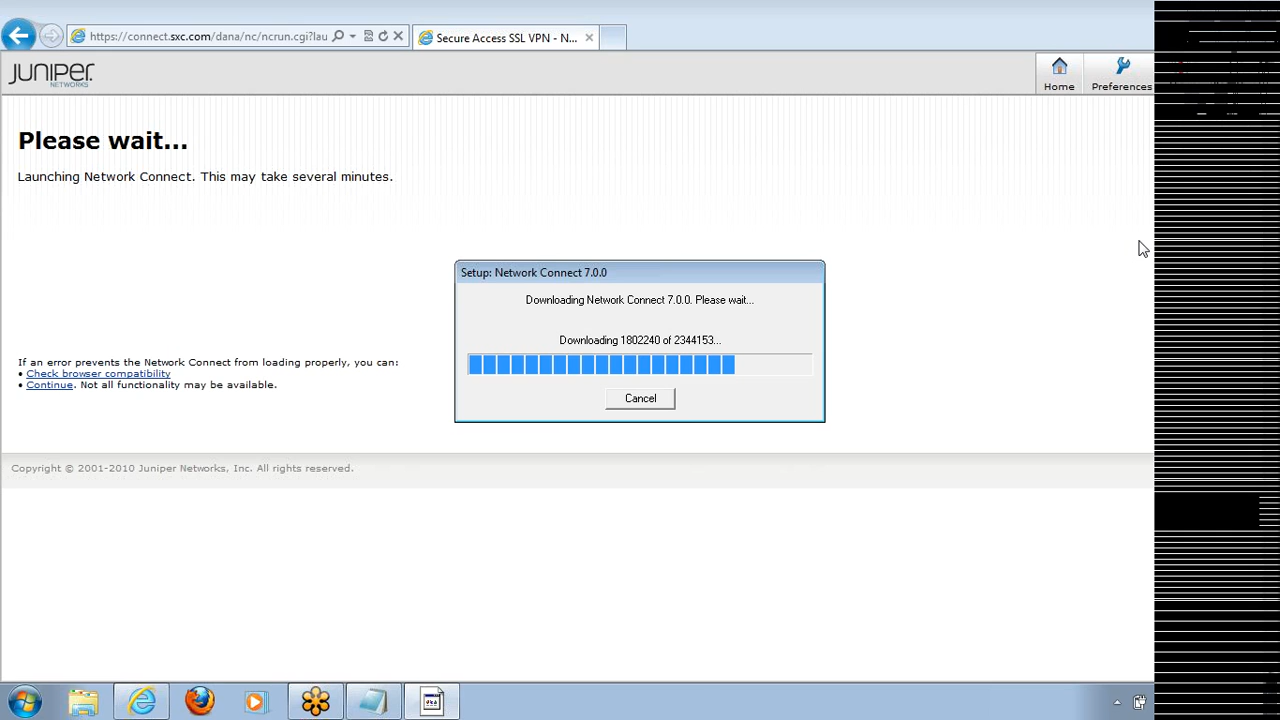 https://connect.sxc.com/dana/nc/ncrun.cgi?lau
Secure Access SSL VPN - N...
JUNIPER
NETWORKS
Home
Preferences
Please wait...
Launching Network Connect. This may take several minutes.
Setup: Network Connect 7.0.0
Downloading Network Connect 7.0.0. Please wait...
Downloading 1802240 of 2344153...
Cancel
If an error prevents the Network Connect from loading properly, you can:
• Check browser compatibility
• Continue. Not all functionality may be available.
Copyright © 2001-2010 Juniper Networks, Inc. All rights reserved.